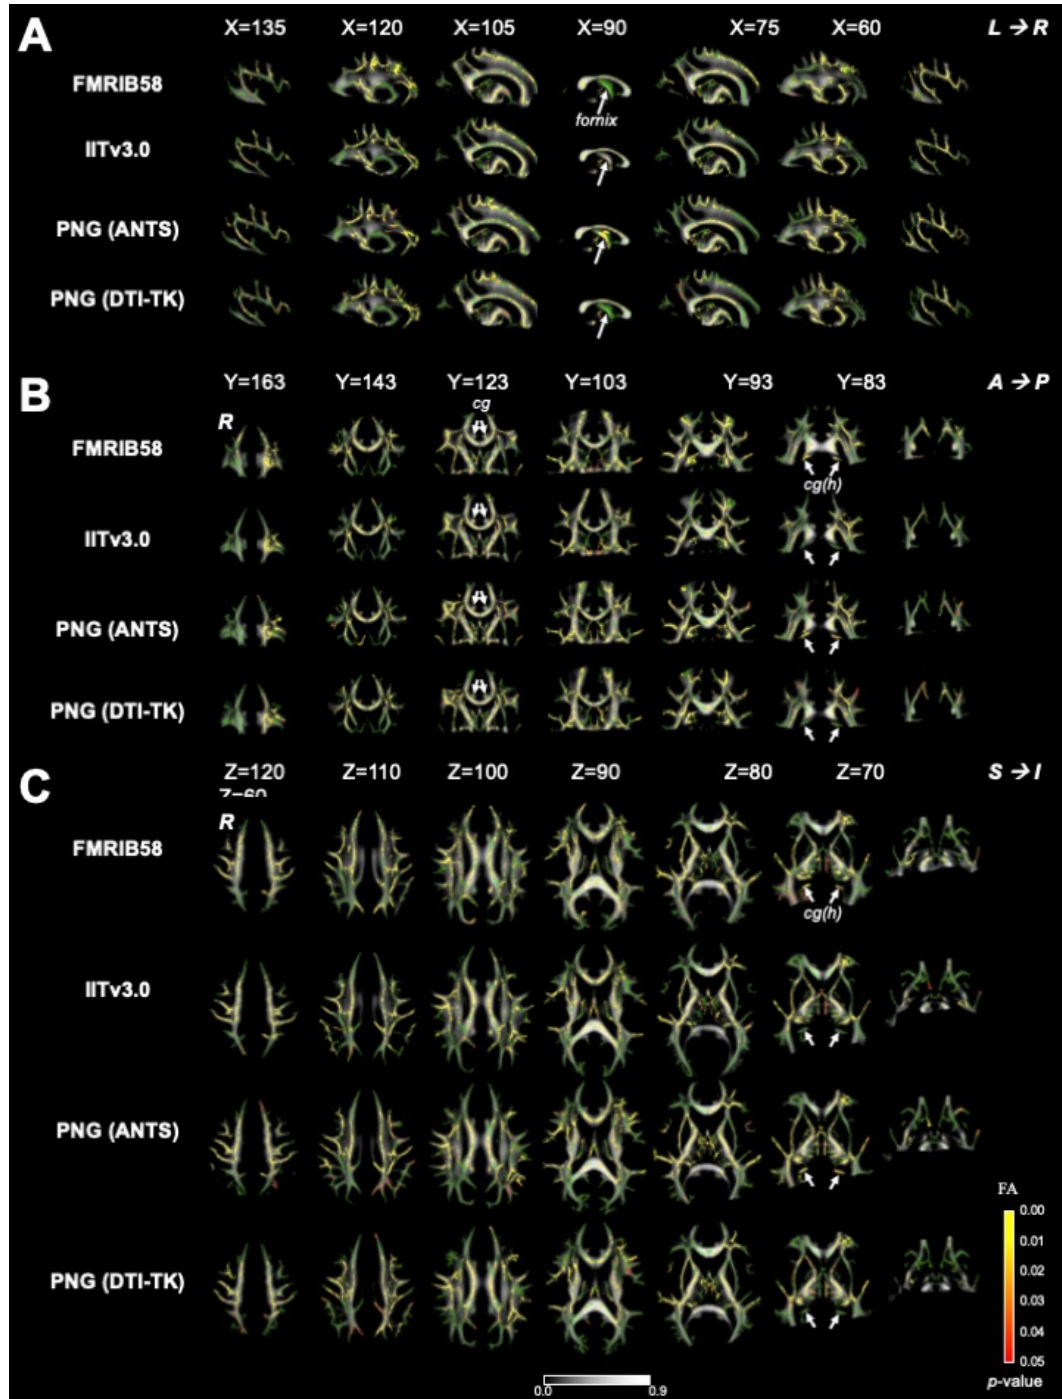 A X=135 X=120 X=105 X=90 X=75 X=60 L → R
FMRIB58
fornix
IITv3.0
PNG (ANTS)
PNG (DTI-TK)
B Y=163 Y=143 Y=123 Y=103 Y=93 Y=83 A → P
cg
R
FMRIB58
cg(h)
IITv3.0
PNG (ANTS)
PNG (DTI-TK)
C Z=120 Z=110 Z=100 Z=90 Z=80 Z=70 S → I
Z=60
R
FMRIB58
cg(h)
IITv3.0
PNG (ANTS)
FA
0.00
0.01
0.02
PNG (DTI-TK)
0.03
0.04
0.05
p-value
0.0 0.9